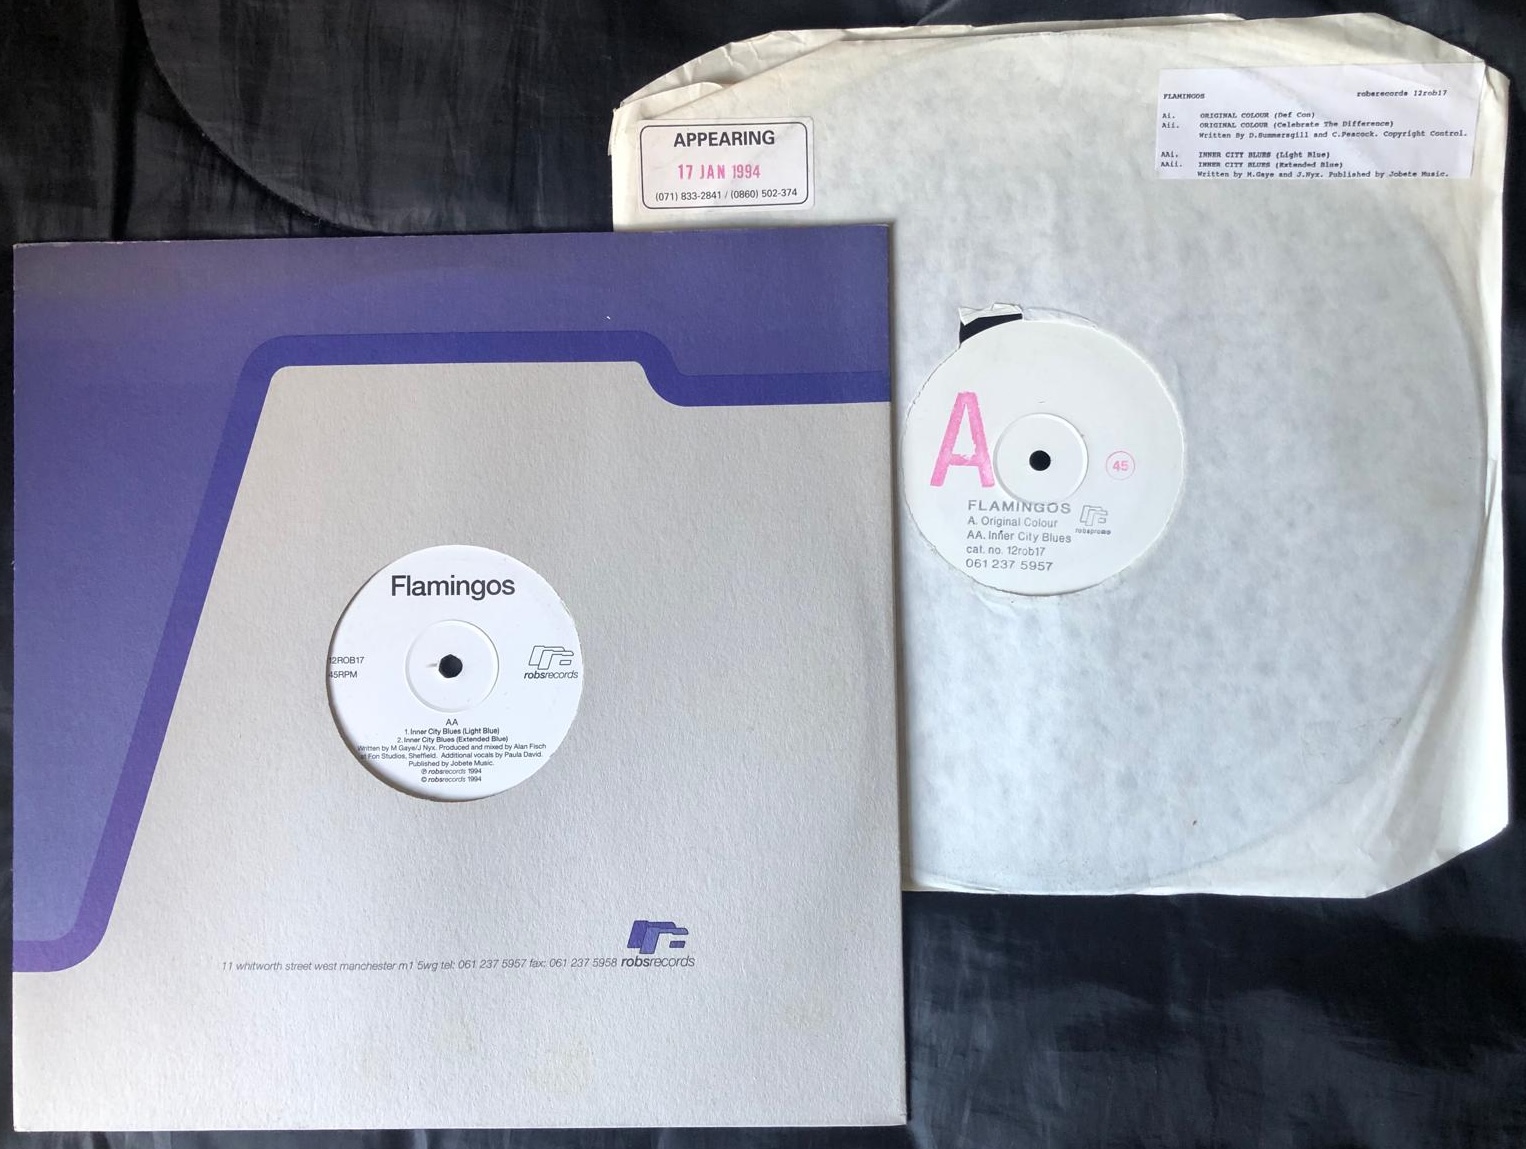 APPEARING
17 JAN 1994
(071) 833-2841 / (0860) 502-374
FLAMINGOS robsrecords 12rob17
Ai. ORIGINAL COLOUR (Def Con)
Aii. ORIGINAL COLOUR (Celebrate The Difference)
Written By D.Summersgill and C.Peacock. Copyright Control.
AAi. INNER CITY BLUES (Light Blue)
AAii. INNER CITY BLUES (Extended Blue)
Written by M.Gaye and J.Nyx. Published by Jobete Music.
A
45
FLAMINGOS
A. Original Colour
AA. Inner City Blues
cat. no. 12rob17
061 237 5957
robspromo
Flamingos
12ROB17
45RPM
robsrecords
AA
1. Inner City Blues (Light Blue)
2. Inner City Blues (Extended Blue)
Written by M Gaye/J Nyx. Produced and mixed by Alan Fisch
at Fon Studios, Sheffield. Additional vocals by Paula David.
Published by Jobete Music.
℗ robsrecords 1994
© robsrecords 1994
11 whitworth street west manchester m1 5wg tel: 061 237 5957 fax: 061 237 5958 robsrecords